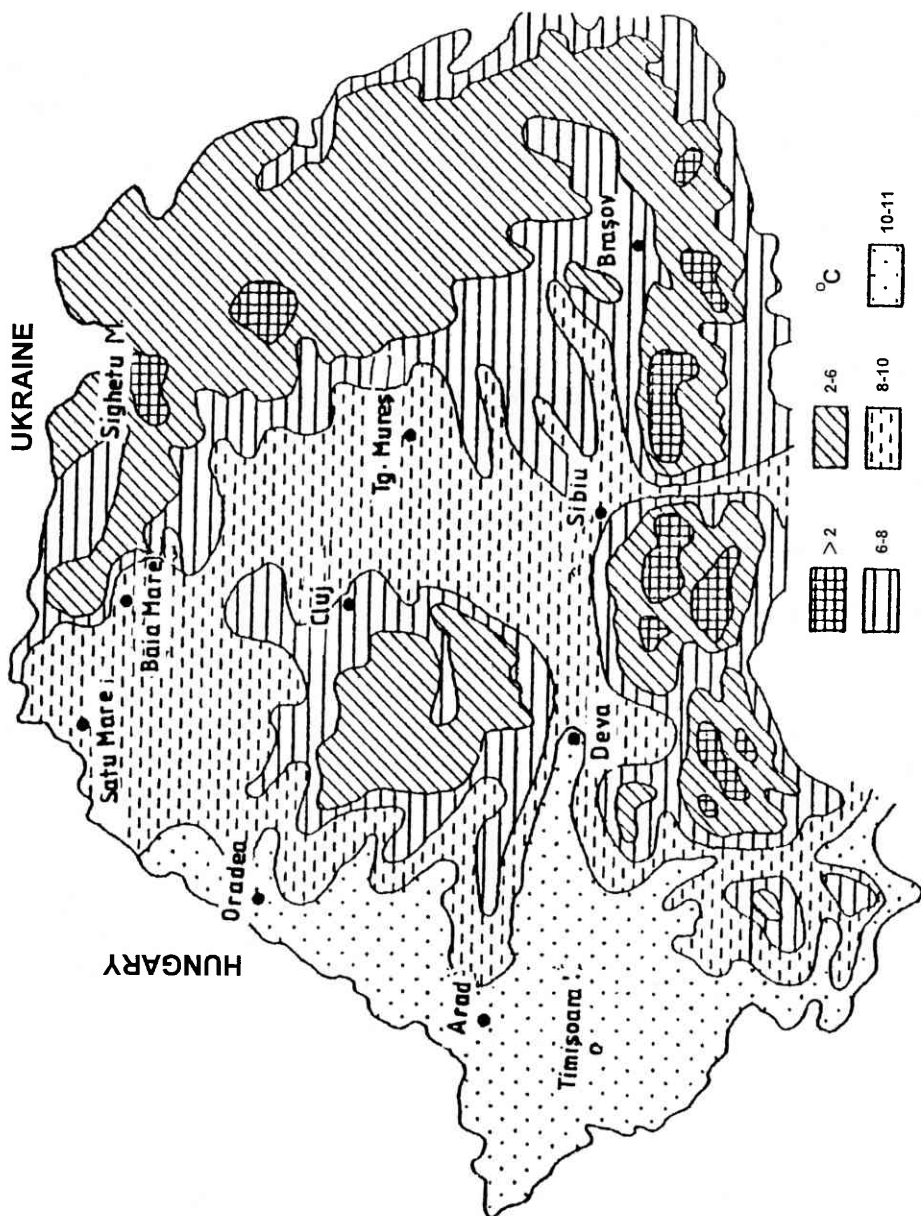 UKRAINE
HUNGARY
Sighetu M.
Satu Mare
Baia Mare
Oradea
Cluj
Tg. Mureş
Arad
Timişoara
Deva
Sibiu
Braşov
°C
>2
2-6
6-8
8-10
10-11